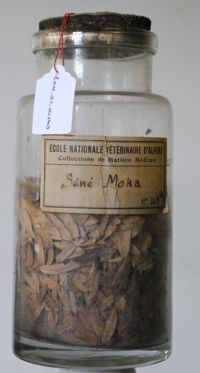 ÉCOLE NATIONALE VÉTÉRINAIRE D'ALFORT
Collections de Matière Médicale
Séné Moka
N°